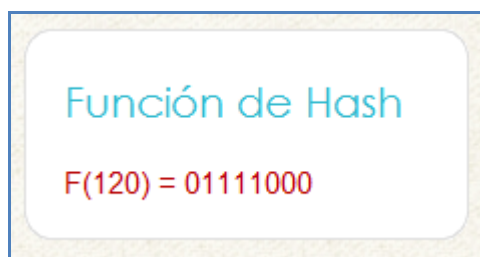 Función de Hash
F(120) = 01111000